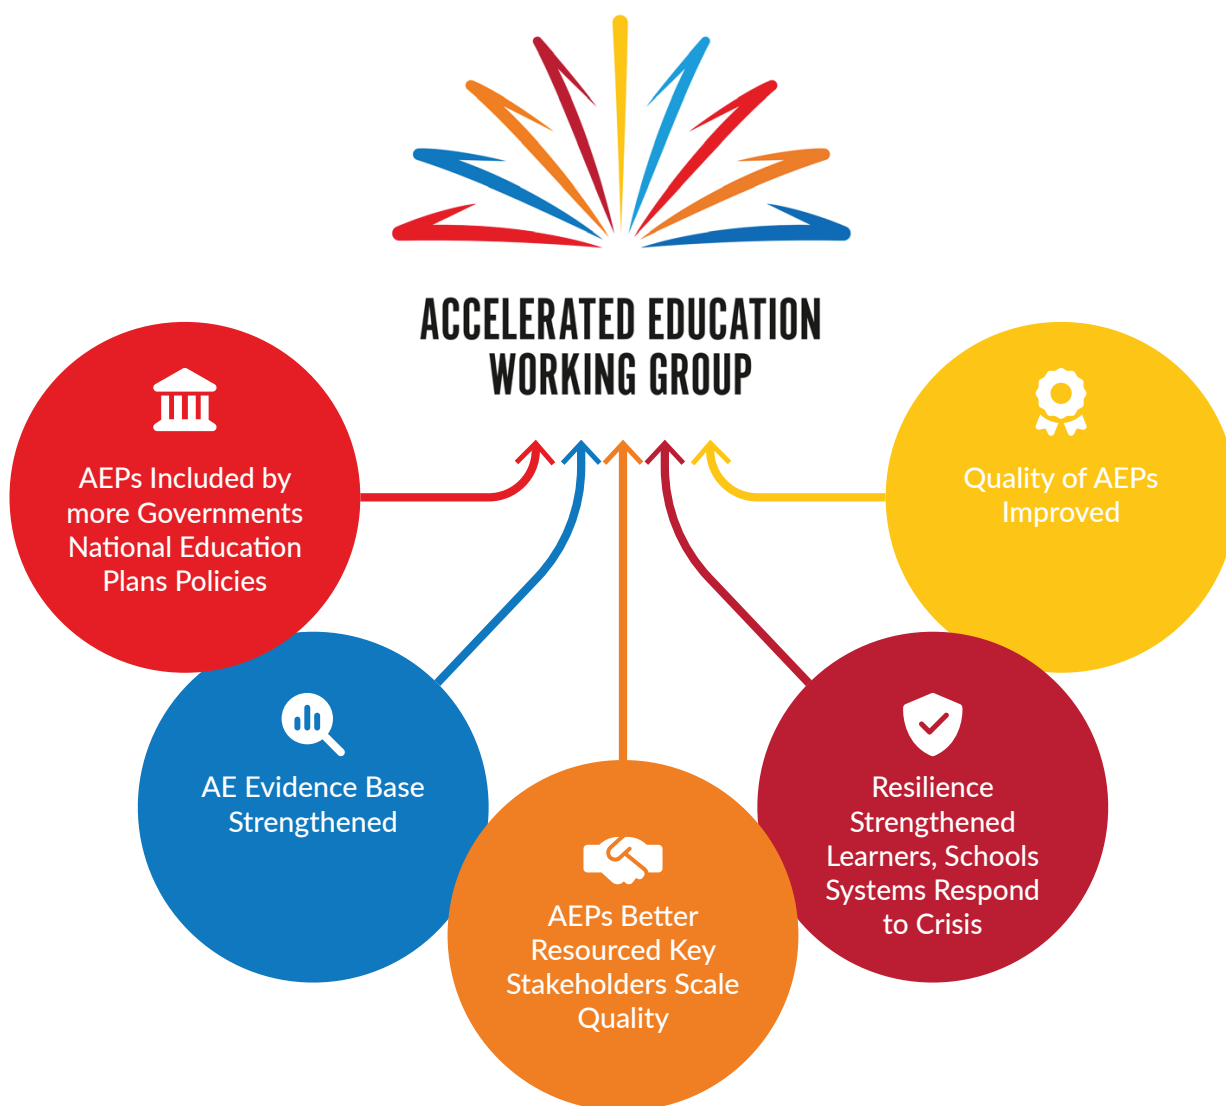 ACCELERATED EDUCATION
WORKING GROUP
AEPs Included by
more Governments
National Education
Plans Policies
AE Evidence Base
Strengthened
AEPs Better
Resourced Key
Stakeholders Scale
Quality
Resilience
Strengthened
Learners, Schools
Systems Respond
to Crisis
Quality of AEPs
Improved